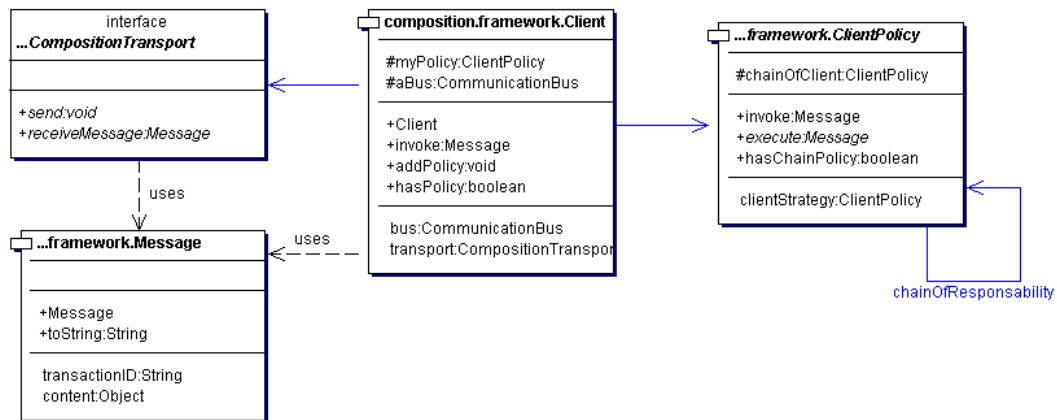 interface
...CompositionTransport
+send:void
+receiveMessage:Message
uses
...framework.Message
+Message
+toString:String
transactionID:String
content:Object
uses
composition.framework.Client
#myPolicy:ClientPolicy
#aBus:CommunicationBus
+Client
+invoke:Message
+addPolicy:void
+hasPolicy:boolean
bus:CommunicationBus
transport:CompositionTranspor
...framework.ClientPolicy
#chainOfClient:ClientPolicy
+invoke:Message
+execute:Message
+hasChainPolicy:boolean
clientStrategy:ClientPolicy
chainOfResponsability